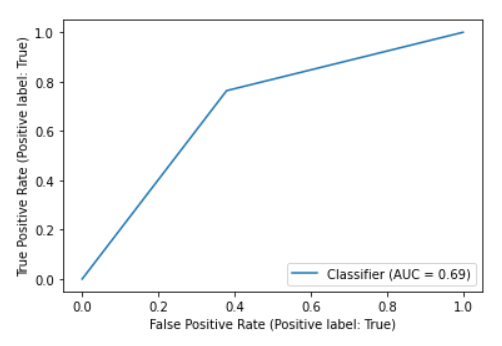 1.0
0.8
0.6
0.4
0.2
0.0
True Positive Rate (Positive label: True)
Classifier (AUC = 0.69)
0.0 0.2 0.4 0.6 0.8 1.0
False Positive Rate (Positive label: True)